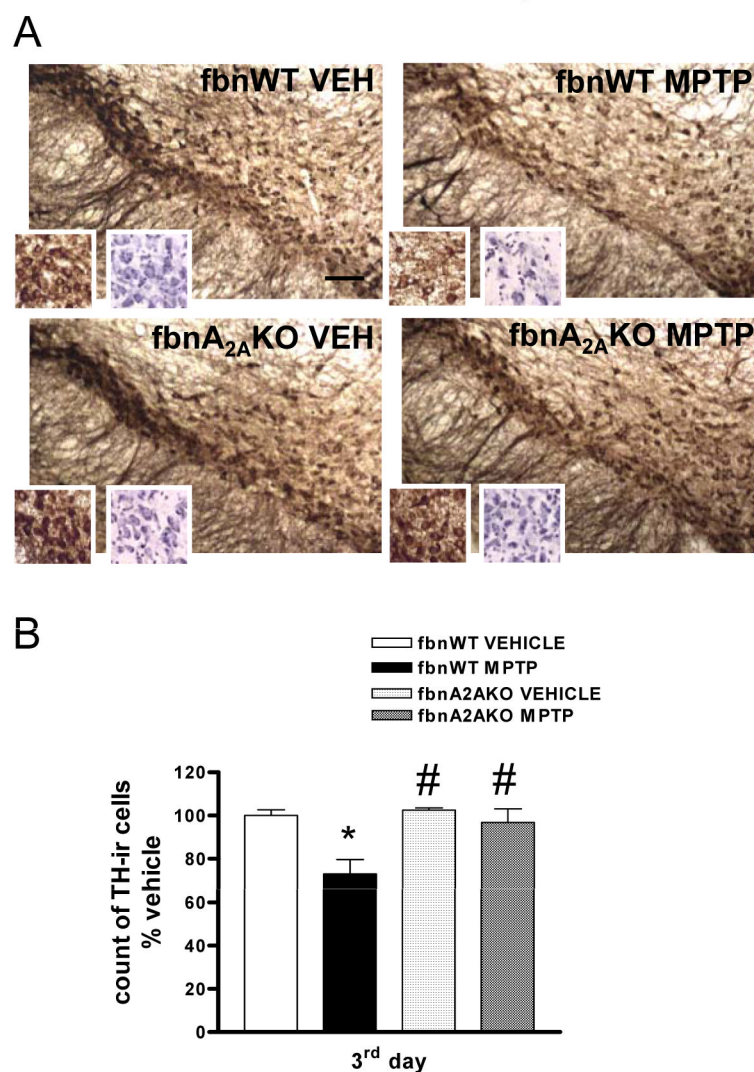 A
fbnWT VEH
fbnWT MPTP
fbnA2AKO VEH
fbnA2AKO MPTP
B
fbnWT VEHICLE
fbnWT MPTP
fbnA2AKO VEHICLE
fbnA2AKO MPTP
count of TH-ir cells
% vehicle
120
100
80
60
40
20
0
*
#
#
3rd day